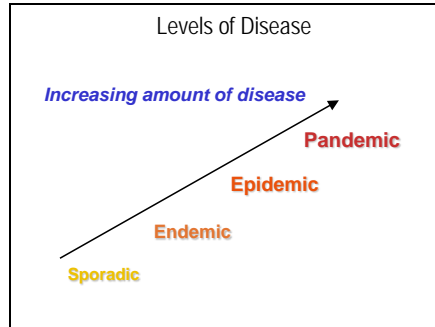 Levels of Disease
Increasing amount of disease
Pandemic
Epidemic
Endemic
Sporadic